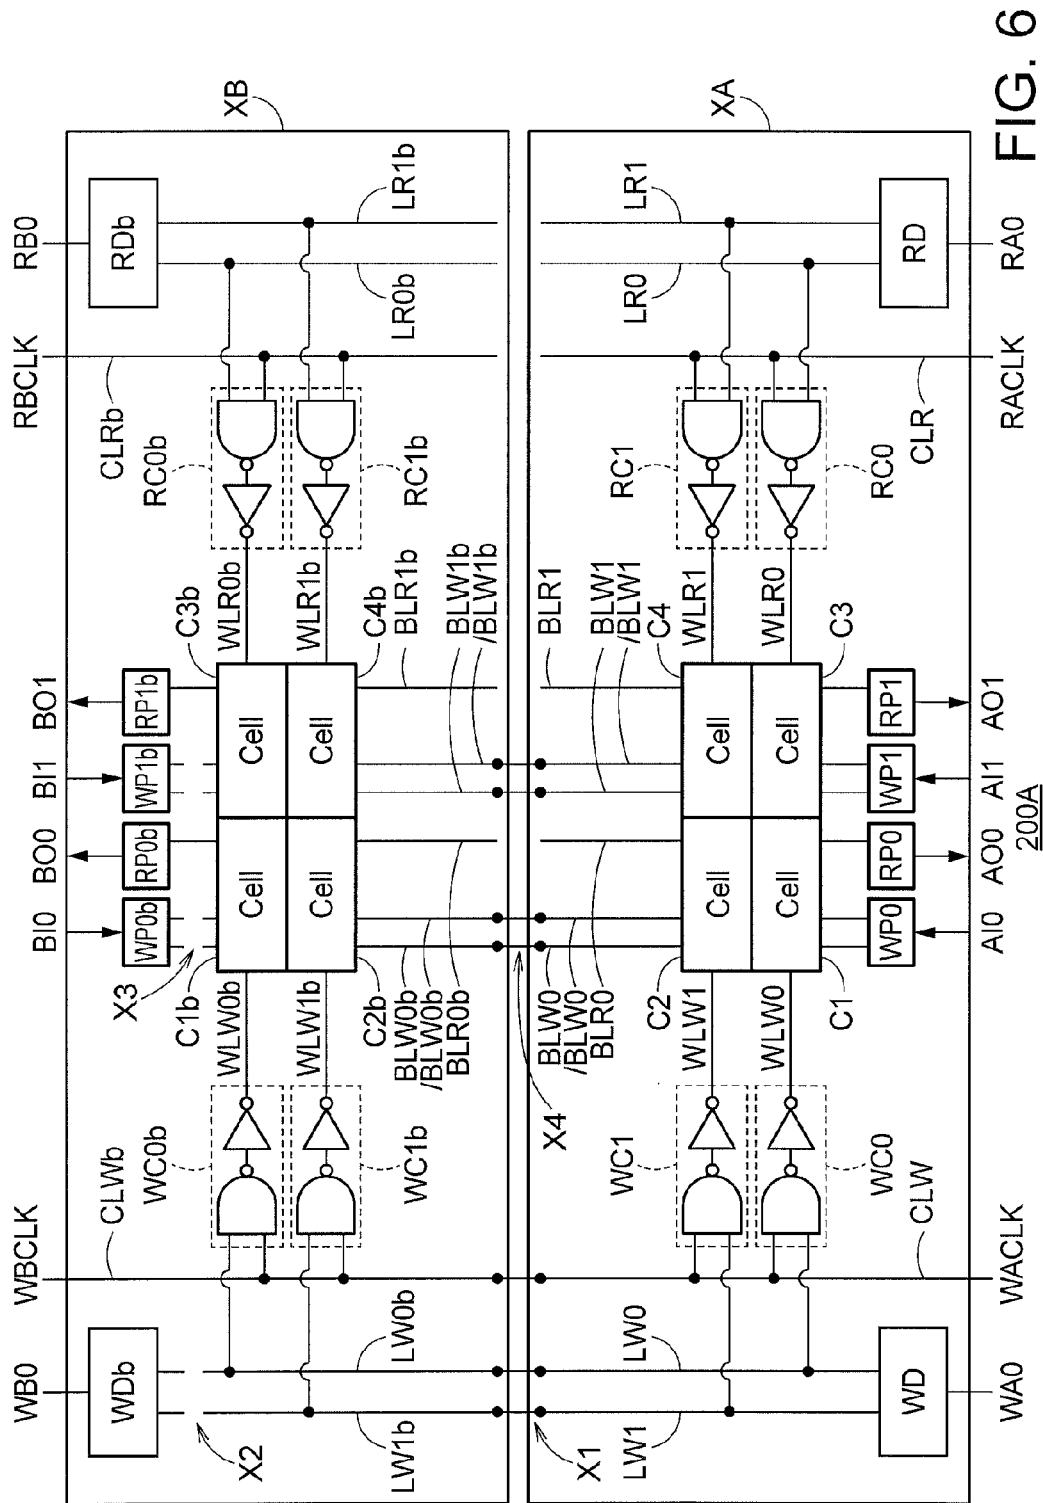 WB0
WBCLK
BI0
BO0
BI1
BO1
RBCLK
RB0
XB
WDb
CLWb
WC0b
WLW0b
C1b
X3
WP0b
RP0b
WP1b
RP1b
C3b
WLR0b
RC0b
CLRb
RDb
X2
Cell
Cell
Cell
Cell
WC1b
WLW1b
C2b
C4b
WLR1b
RC1b
LW1b
LW0b
BLW0b
/BLW0b
BLR0b
BLR1b
BLW1b
/BLW1b
LR0b
LR1b
X1
X4
XA
LW1
LW0
BLW0
/BLW0
BLR0
BLR1
BLW1
/BLW1
LR0
LR1
WC1
WLW1
C2
C4
WLR1
RC1
Cell
Cell
Cell
Cell
WC0
WLW0
C1
C3
WLR0
RC0
WD
CLW
WP0
RP0
WP1
RP1
CLR
RD
WA0
WACLK
AI0
AO0
AI1
AO1
RACLK
RA0
200A
FIG. 6